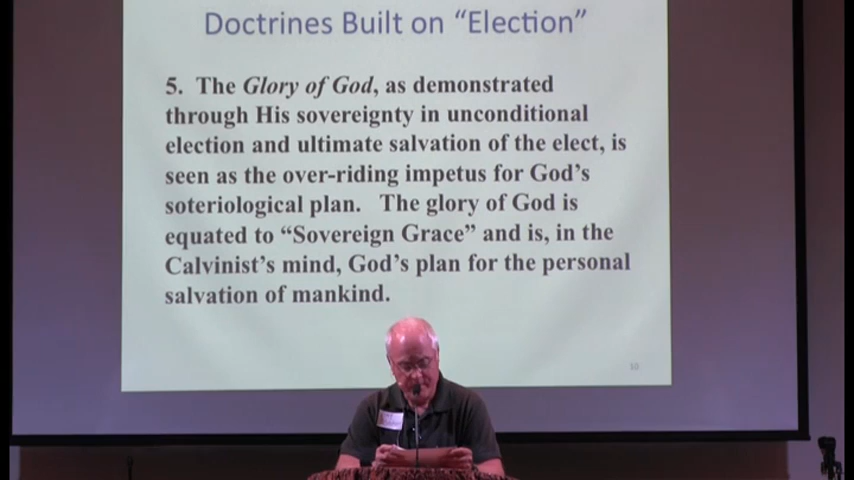 Doctrines Built on “Election”
5. The Glory of God, as demonstrated
through His sovereignty in unconditional
election and ultimate salvation of the elect, is
seen as the over-riding impetus for God’s
soteriological plan. The glory of God is
equated to “Sovereign Grace” and is, in the
Calvinist’s mind, God’s plan for the personal
salvation of mankind.